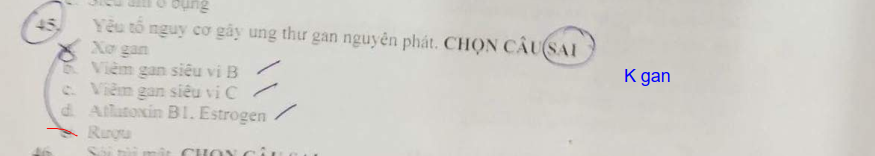 Siêu âm ổ bụng
45. Yếu tố nguy cơ gây ung thư gan nguyên phát. CHỌN CÂU SAI
Xơ gan
b. Viêm gan siêu vi B
c. Viêm gan siêu vi C
d. Aflatoxin B1, Estrogen
Rượu
K gan
46. Sỏi túi mật. CHỌN CÂU SAI